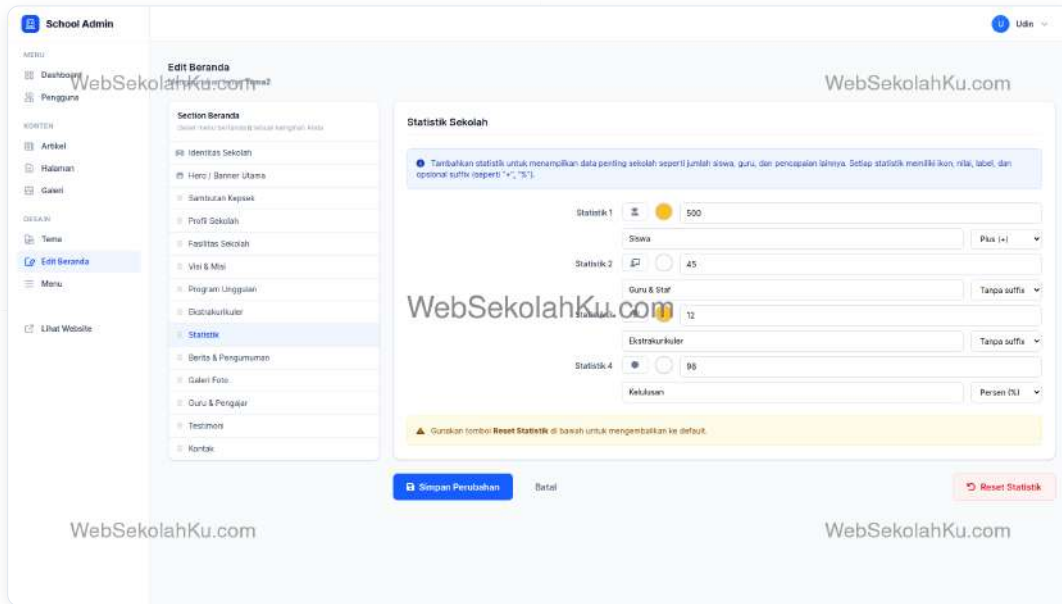 School Admin
U Udin
MENU
Dashboard
Pengguna
KONTEN
Artikel
Halaman
Galeri
DESAIN
Tema
Edit Beranda
Menu
Lihat Website
Edit Beranda
Tema2
Section Beranda
Identitas Sekolah
Hero / Banner Utama
Sambutan Kepsek
Profil Sekolah
Fasilitas Sekolah
Visi & Misi
Program Unggulan
Ekstrakurikuler
Statistik
Berita & Pengumuman
Galeri Foto
Guru & Pengajar
Testimoni
Kontak
Statistik Sekolah
Tambahkan statistik untuk menampilkan data penting sekolah seperti jumlah siswa, guru, dan pencapaian lainnya. Setiap statistik memiliki ikon, nilai, label, dan
opsional suffix (seperti "+", "%").
Statistik 1 500
Siswa Plus (+)
Statistik 2 45
Guru & Staf Tanpa suffix
12
Ekstrakurikuler Tanpa suffix
Statistik 4 98
Kelulusan Persen (%)
Gunakan tombol Reset Statistik di bawah untuk mengembalikan ke default.
Simpan Perubahan Batal Reset Statistik
WebSekolahKu.com
WebSekolahKu.com
WebSekolahKu.com
WebSekolahKu.com
WebSekolahKu.com